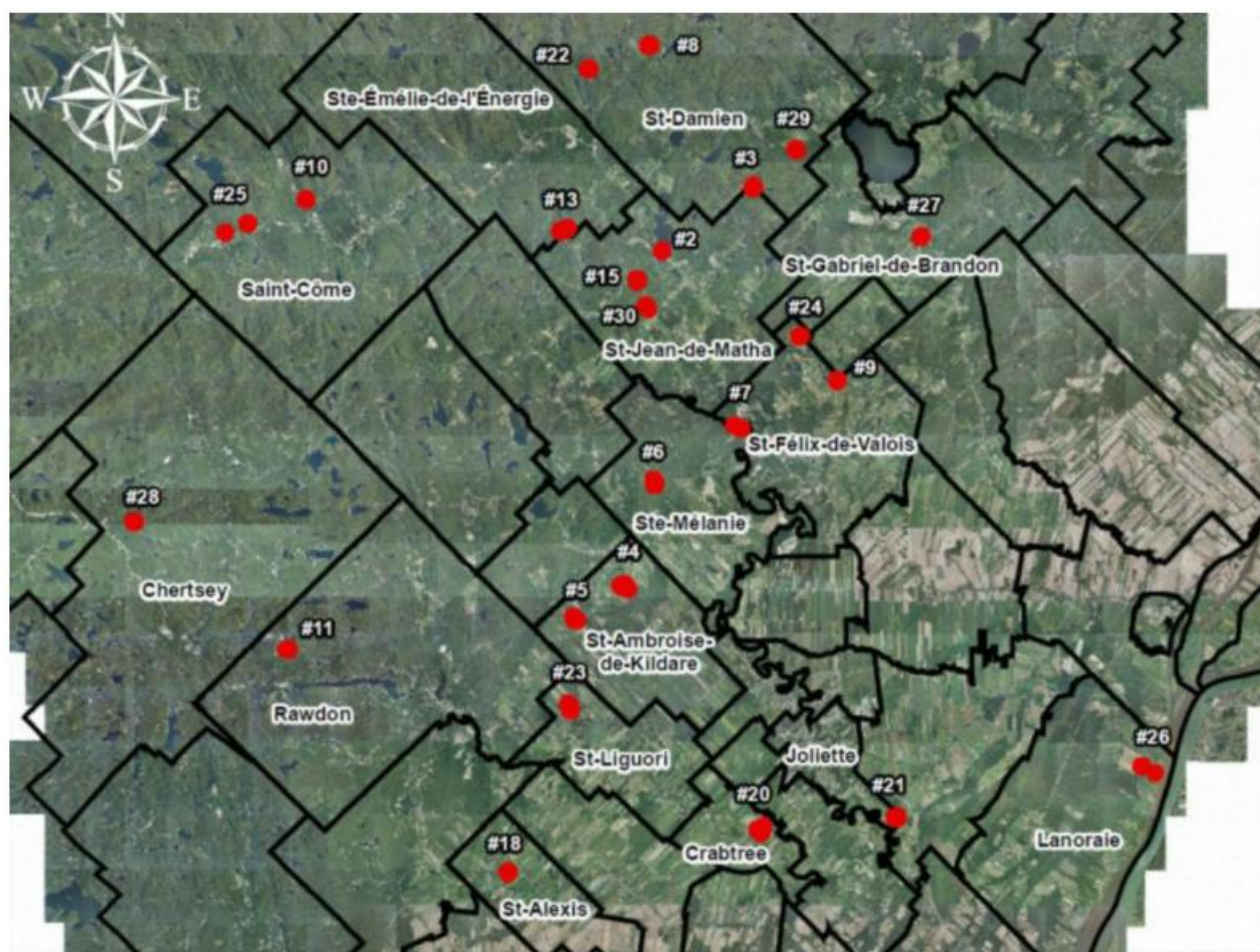 N
#8
#22
W
E
Ste-Émélie-de-l'Énergie
St-Damien
#29
S
#3
#10
#25
#13
#27
#2
St-Gabriel-de-Brandon
#15
Saint-Côme
#24
#30
St-Jean-de-Matha
#9
#7
St-Félix-de-Valois
#6
#28
Ste-Mélanie
#4
Chertsey
#5
St-Ambroise-
de-Kildare
#11
#23
Rawdon
#26
St-Liguori
Joliette
#21
#20
Lanoraie
#18
Crabtree
St-Alexis